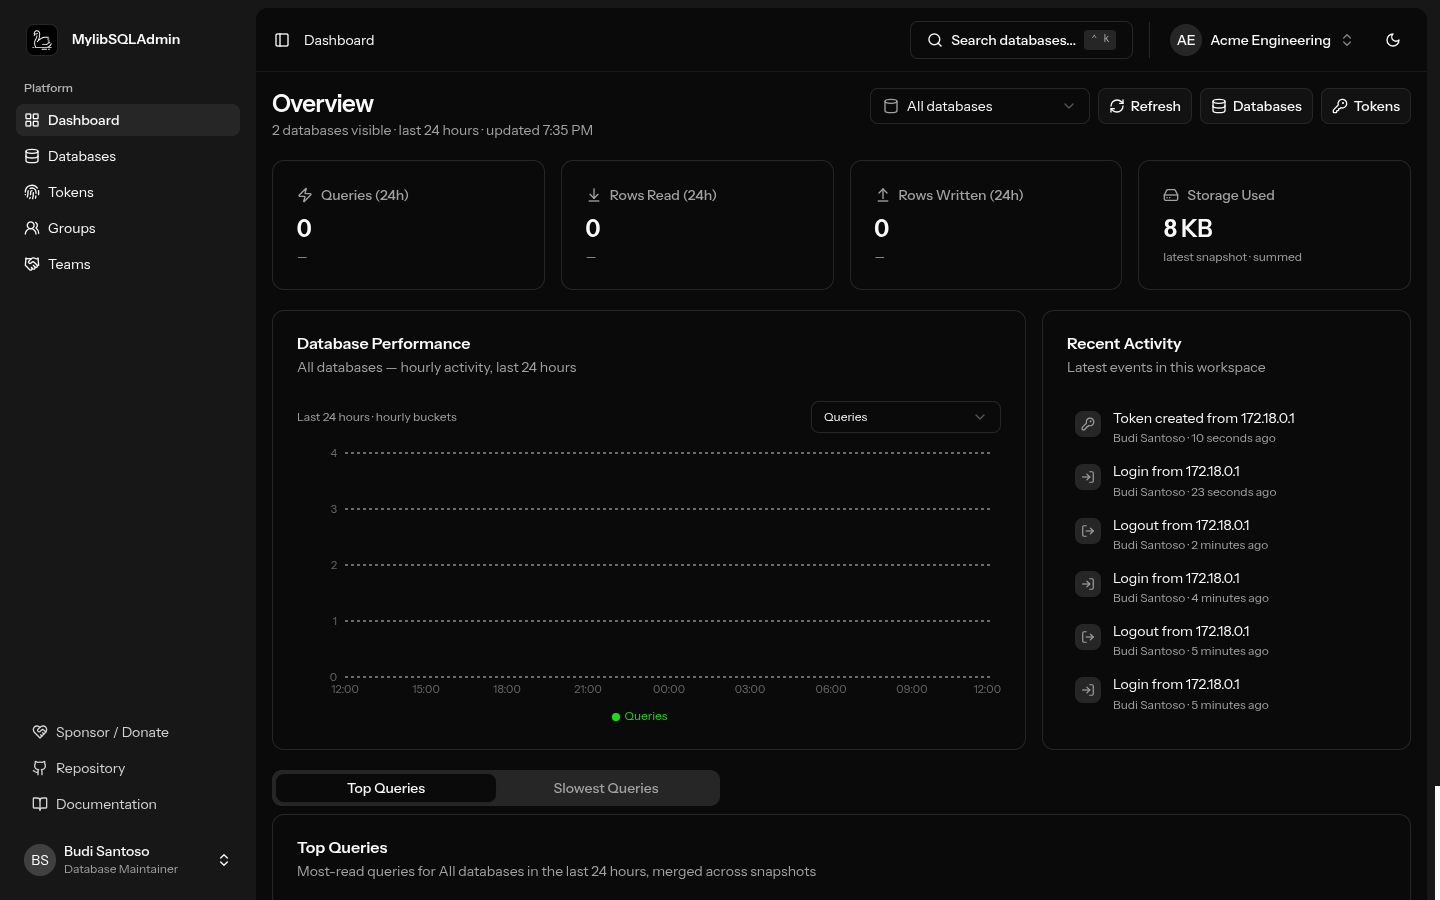 MylibSQLAdmin
Platform
Dashboard
Databases
Tokens
Groups
Teams
Sponsor / Donate
Repository
Documentation
BS
Budi Santoso
Database Maintainer
Dashboard
Search databases... ⌃ k
AE Acme Engineering
Overview
2 databases visible · last 24 hours · updated 7:35 PM
All databases
Refresh
Databases
Tokens
Queries (24h)
0
—
Rows Read (24h)
0
—
Rows Written (24h)
0
—
Storage Used
8 KB
latest snapshot · summed
Database Performance
All databases — hourly activity, last 24 hours
Last 24 hours · hourly buckets
Queries
4
3
2
1
0
12:00 15:00 18:00 21:00 00:00 03:00 06:00 09:00 12:00
Queries
Recent Activity
Latest events in this workspace
Token created from 172.18.0.1
Budi Santoso · 10 seconds ago
Login from 172.18.0.1
Budi Santoso · 23 seconds ago
Logout from 172.18.0.1
Budi Santoso · 2 minutes ago
Login from 172.18.0.1
Budi Santoso · 4 minutes ago
Logout from 172.18.0.1
Budi Santoso · 5 minutes ago
Login from 172.18.0.1
Budi Santoso · 5 minutes ago
Top Queries
Slowest Queries
Top Queries
Most-read queries for All databases in the last 24 hours, merged across snapshots